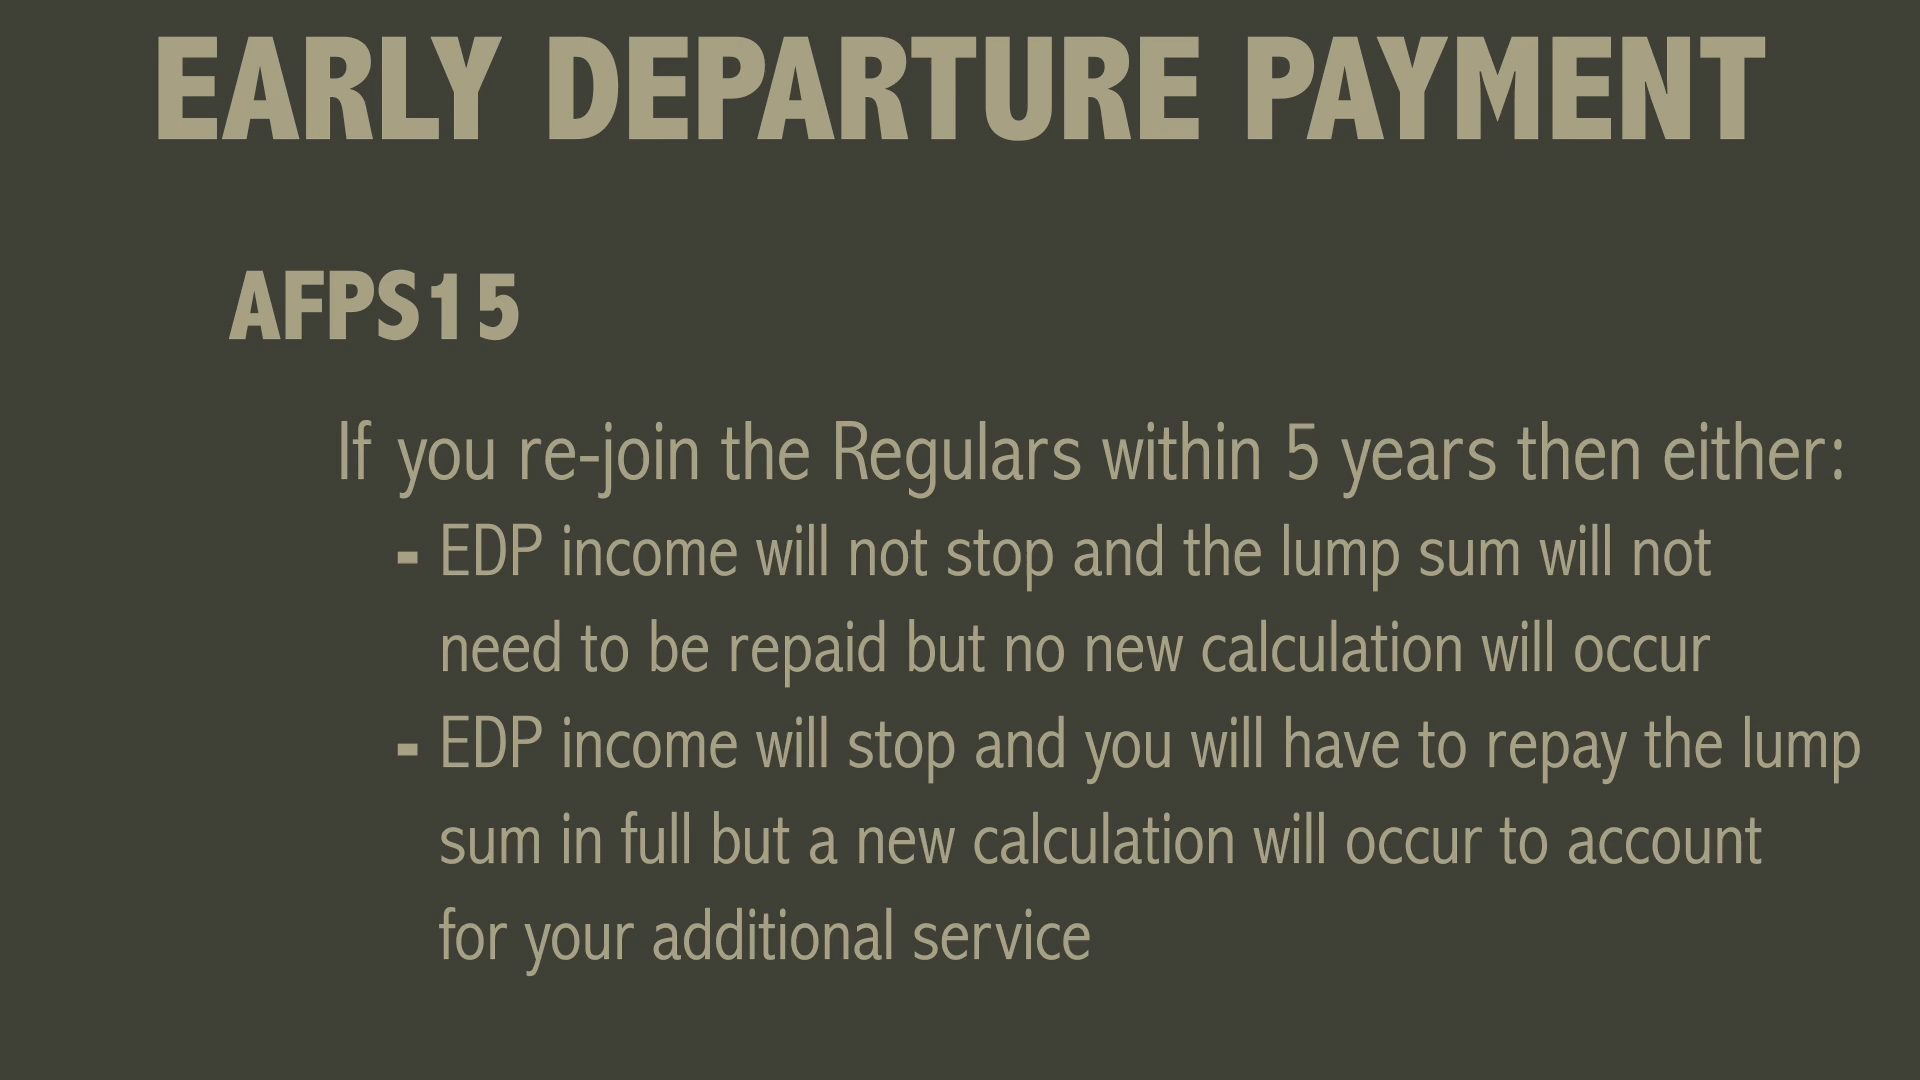 EARLY DEPARTURE PAYMENT
AFPS15
If you re-join the Regulars within 5 years then either:
- EDP income will not stop and the lump sum will not
need to be repaid but no new calculation will occur
- EDP income will stop and you will have to repay the lump
sum in full but a new calculation will occur to account
for your additional service